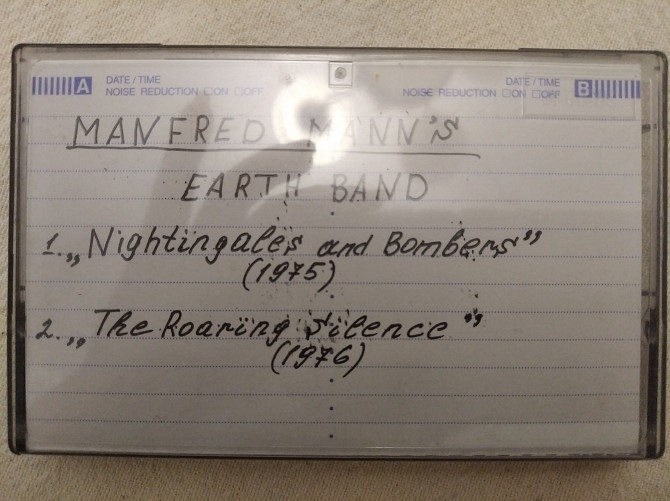 A DATE / TIME
NOISE REDUCTION □ON □OFF
DATE / TIME B
NOISE REDUCTION □ON □OFF
MANFRED MANN'S
EARTH BAND
1. „Nightingales and Bombers”
(1975)
2. „The Roaring Silence”
(1976)